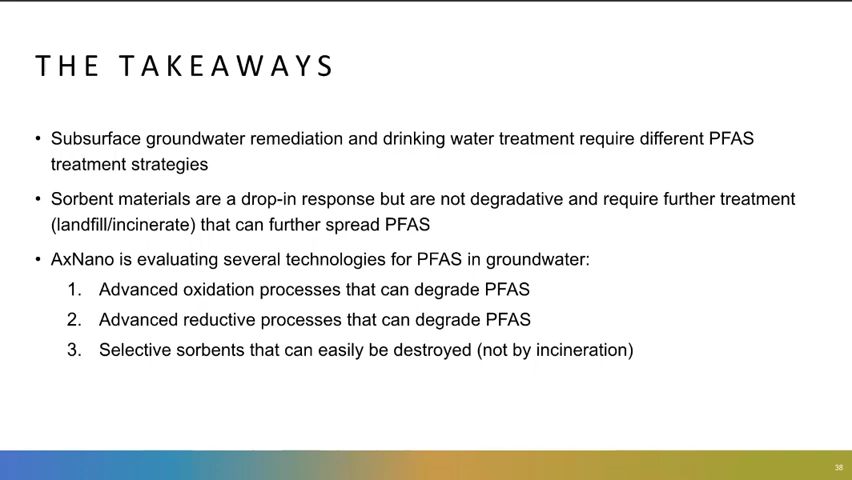 THE TAKEAWAYS
• Subsurface groundwater remediation and drinking water treatment require different PFAS
treatment strategies
• Sorbent materials are a drop-in response but are not degradative and require further treatment
(landfill/incinerate) that can further spread PFAS
• AxNano is evaluating several technologies for PFAS in groundwater:
1. Advanced oxidation processes that can degrade PFAS
2. Advanced reductive processes that can degrade PFAS
3. Selective sorbents that can easily be destroyed (not by incineration)
38